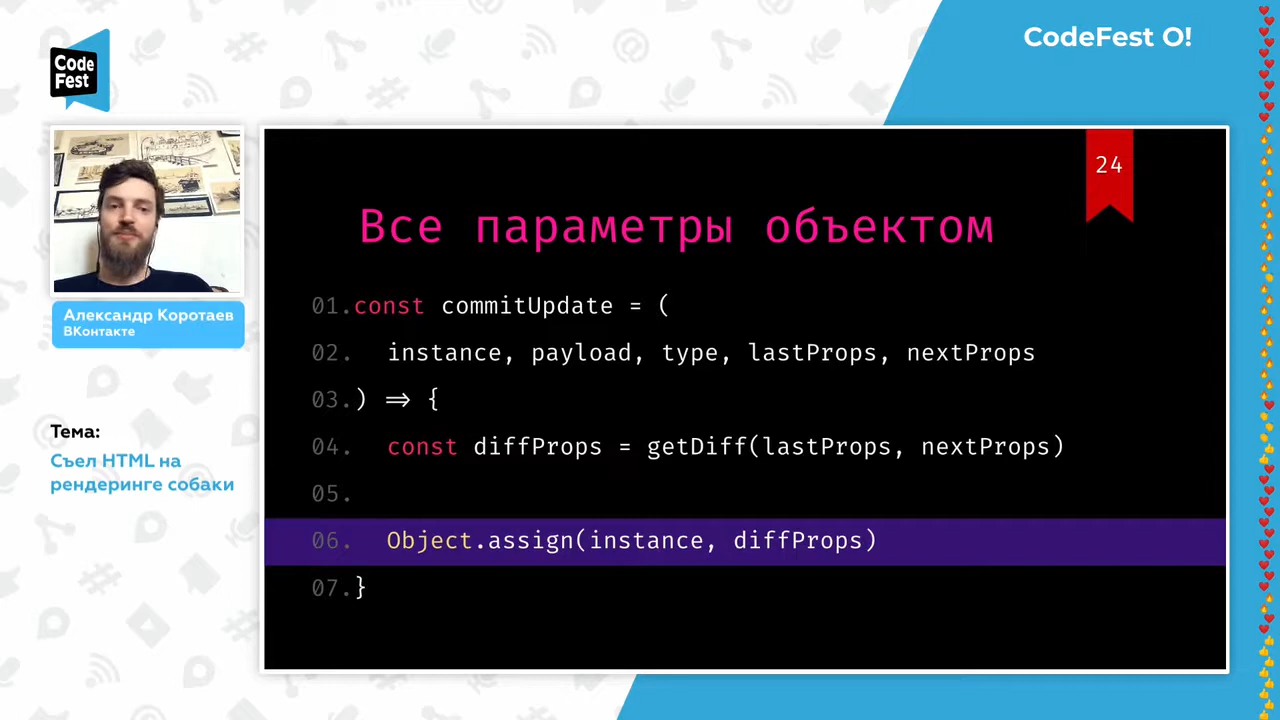 Code
Fest
CodeFest O!
Александр Коротаев
ВКонтакте
Тема:
Съел HTML на
рендеринге собаки
24
Все параметры объектом
01.const commitUpdate = (
02. instance, payload, type, lastProps, nextProps
03.) => {
04. const diffProps = getDiff(lastProps, nextProps)
05.
06. Object.assign(instance, diffProps)
07.}